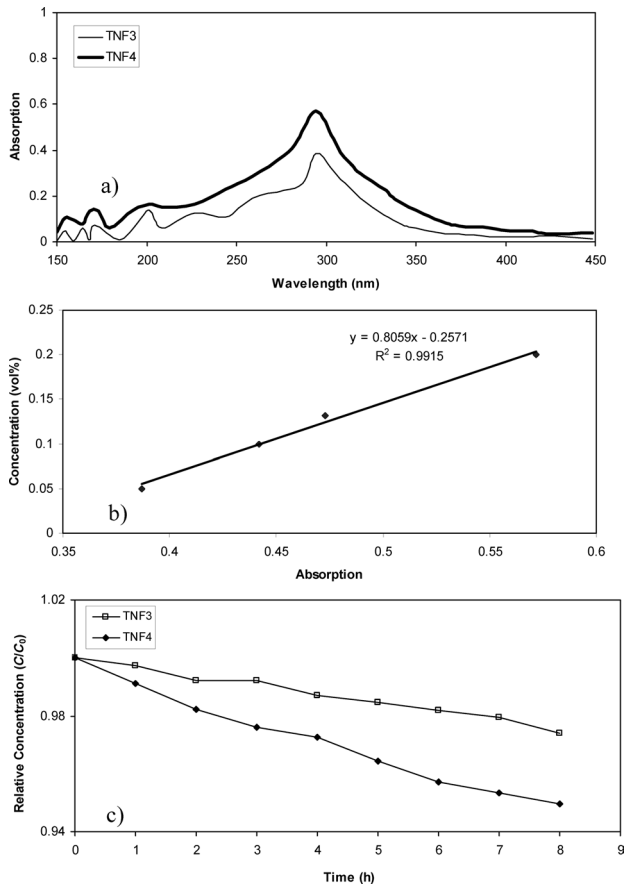 1
TNF3
TNF4
0.8
0.6
Absorption
0.4
0.2
a)
0
150 200 250 300 350 400 450
Wavelength (nm)
0.25
y = 0.8059x - 0.2571
R² = 0.9915
0.2
0.15
Concentration (vol%)
0.1
0.05
b)
0
0.35 0.4 0.45 0.5 0.55 0.6
Absorption
1.02
TNF3
TNF4
Relative Concentration (C/C₀)
0.98
c)
0.94
0 1 2 3 4 5 6 7 8 9
Time (h)